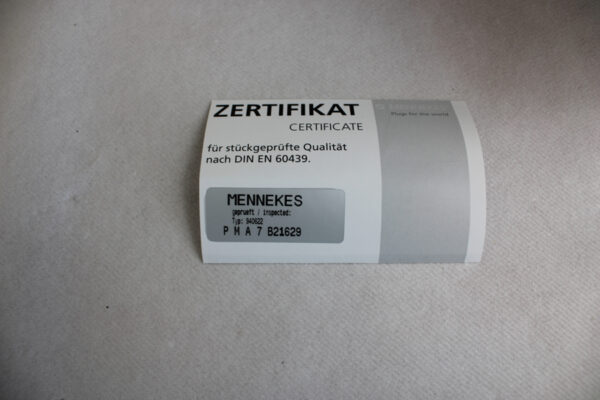 ZERTIFIKAT
CERTIFICATE
Plugs for the world
für stückgeprüfte Qualität
nach DIN EN 60439.
MENNEKES
geprueft / inspected:
Typ: 940622
P M A 7 B21629